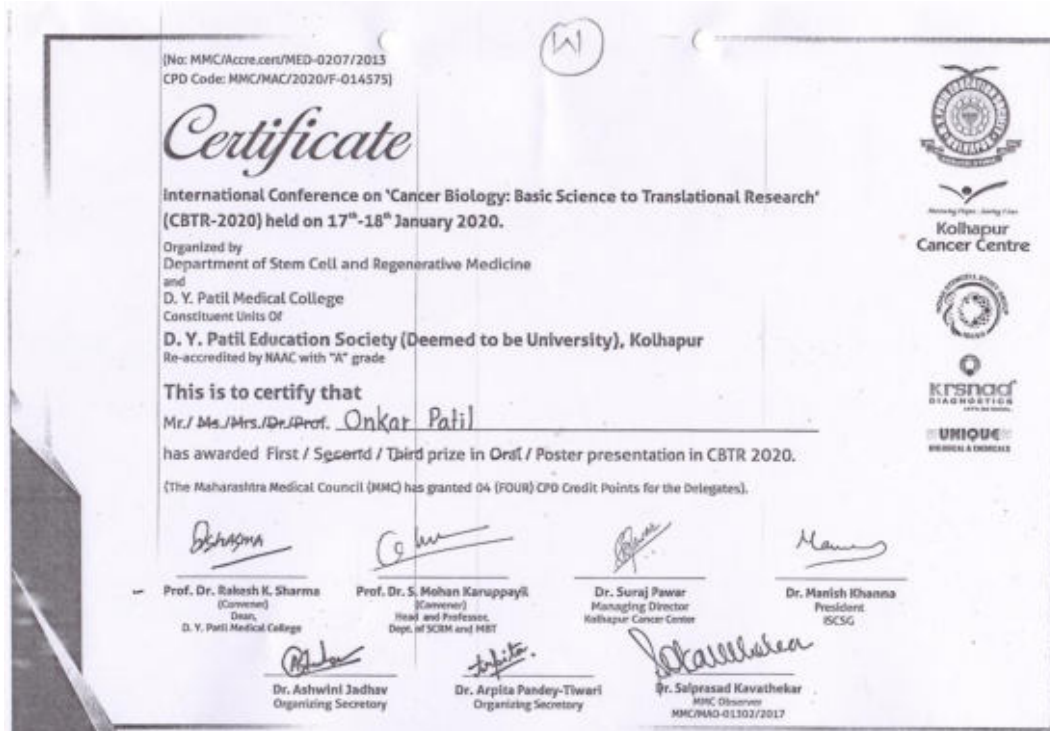 W
(No: MMC/Accre.cert/MED-0207/2013
CPD Code: MMC/MAC/2020/F-014575)
Certificate
International Conference on 'Cancer Biology: Basic Science to Translational Research'
(CBTR-2020) held on 17th-18th January 2020.
Organized by
Department of Stem Cell and Regenerative Medicine
and
D. Y. Patil Medical College
Constituent Units Of
D. Y. Patil Education Society (Deemed to be University), Kolhapur
Re-accredited by NAAC with "A" grade
This is to certify that
Mr./ Ms./Mrs./Dr./Prof. Onkar Patil
has awarded First / Second / Third prize in Oral / Poster presentation in CBTR 2020.
(The Maharashtra Medical Council (MMC) has granted 04 (FOUR) CPD Credit Points for the Delegates).
Kolhapur
Cancer Centre
krsnaa
DIAGNOSTICS
UNIQUE
BIOLOGICAL & CHEMICALS
Prof. Dr. Rakesh K. Sharma
(Convener)
Dean,
D. Y. Patil Medical College
Prof. Dr. S. Mohan Karuppayil
(Convener)
Head and Professor,
Dept. of SCRM and MBT
Dr. Suraj Pawar
Managing Director
Kolhapur Cancer Center
Dr. Manish Khanna
President
ISCSG
Arpita
Dr. Ashwini Jadhav
Organizing Secretary
Dr. Arpita Pandey-Tiwari
Organizing Secretary
Dr. Saiprasad Kavathekar
MMC Observer
MMC/MAO-01302/2017